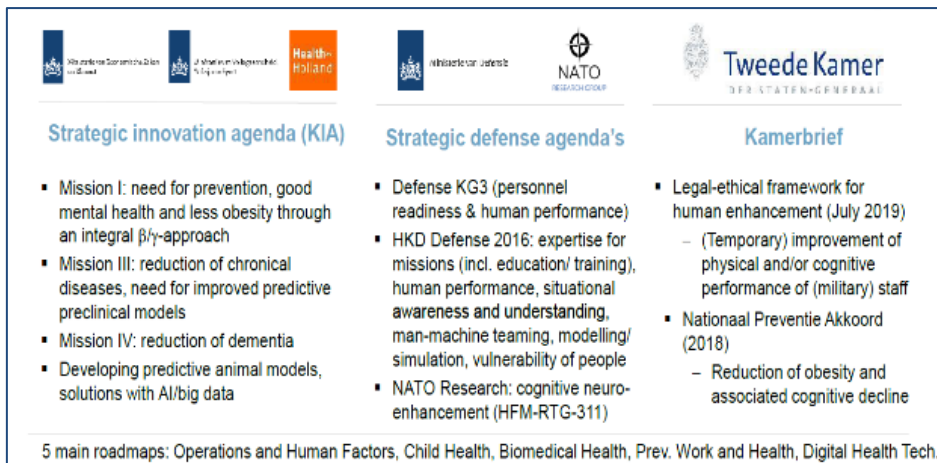 Health~
Holland
Ministerie van Defensie
NATO
RESEARCH GROUP
Tweede Kamer
DER STATEN-GENERAAL
Strategic innovation agenda (KIA)
▪ Mission I: need for prevention, good
mental health and less obesity through
an integral β/γ-approach
▪ Mission III: reduction of chronical
diseases, need for improved predictive
preclinical models
▪ Mission IV: reduction of dementia
▪ Developing predictive animal models,
solutions with AI/big data
Strategic defense agenda's
▪ Defense KG3 (personnel
readiness & human performance)
▪ HKD Defense 2016: expertise for
missions (incl. education/ training),
human performance, situational
awareness and understanding,
man-machine teaming, modelling/
simulation, vulnerability of people
▪ NATO Research: cognitive neuro-
enhancement (HFM-RTG-311)
Kamerbrief
▪ Legal-ethical framework for
human enhancement (July 2019)
– (Temporary) improvement of
physical and/or cognitive
performance of (military) staff
▪ Nationaal Preventie Akkoord
(2018)
– Reduction of obesity and
associated cognitive decline
5 main roadmaps: Operations and Human Factors, Child Health, Biomedical Health, Prev. Work and Health, Digital Health Tech.